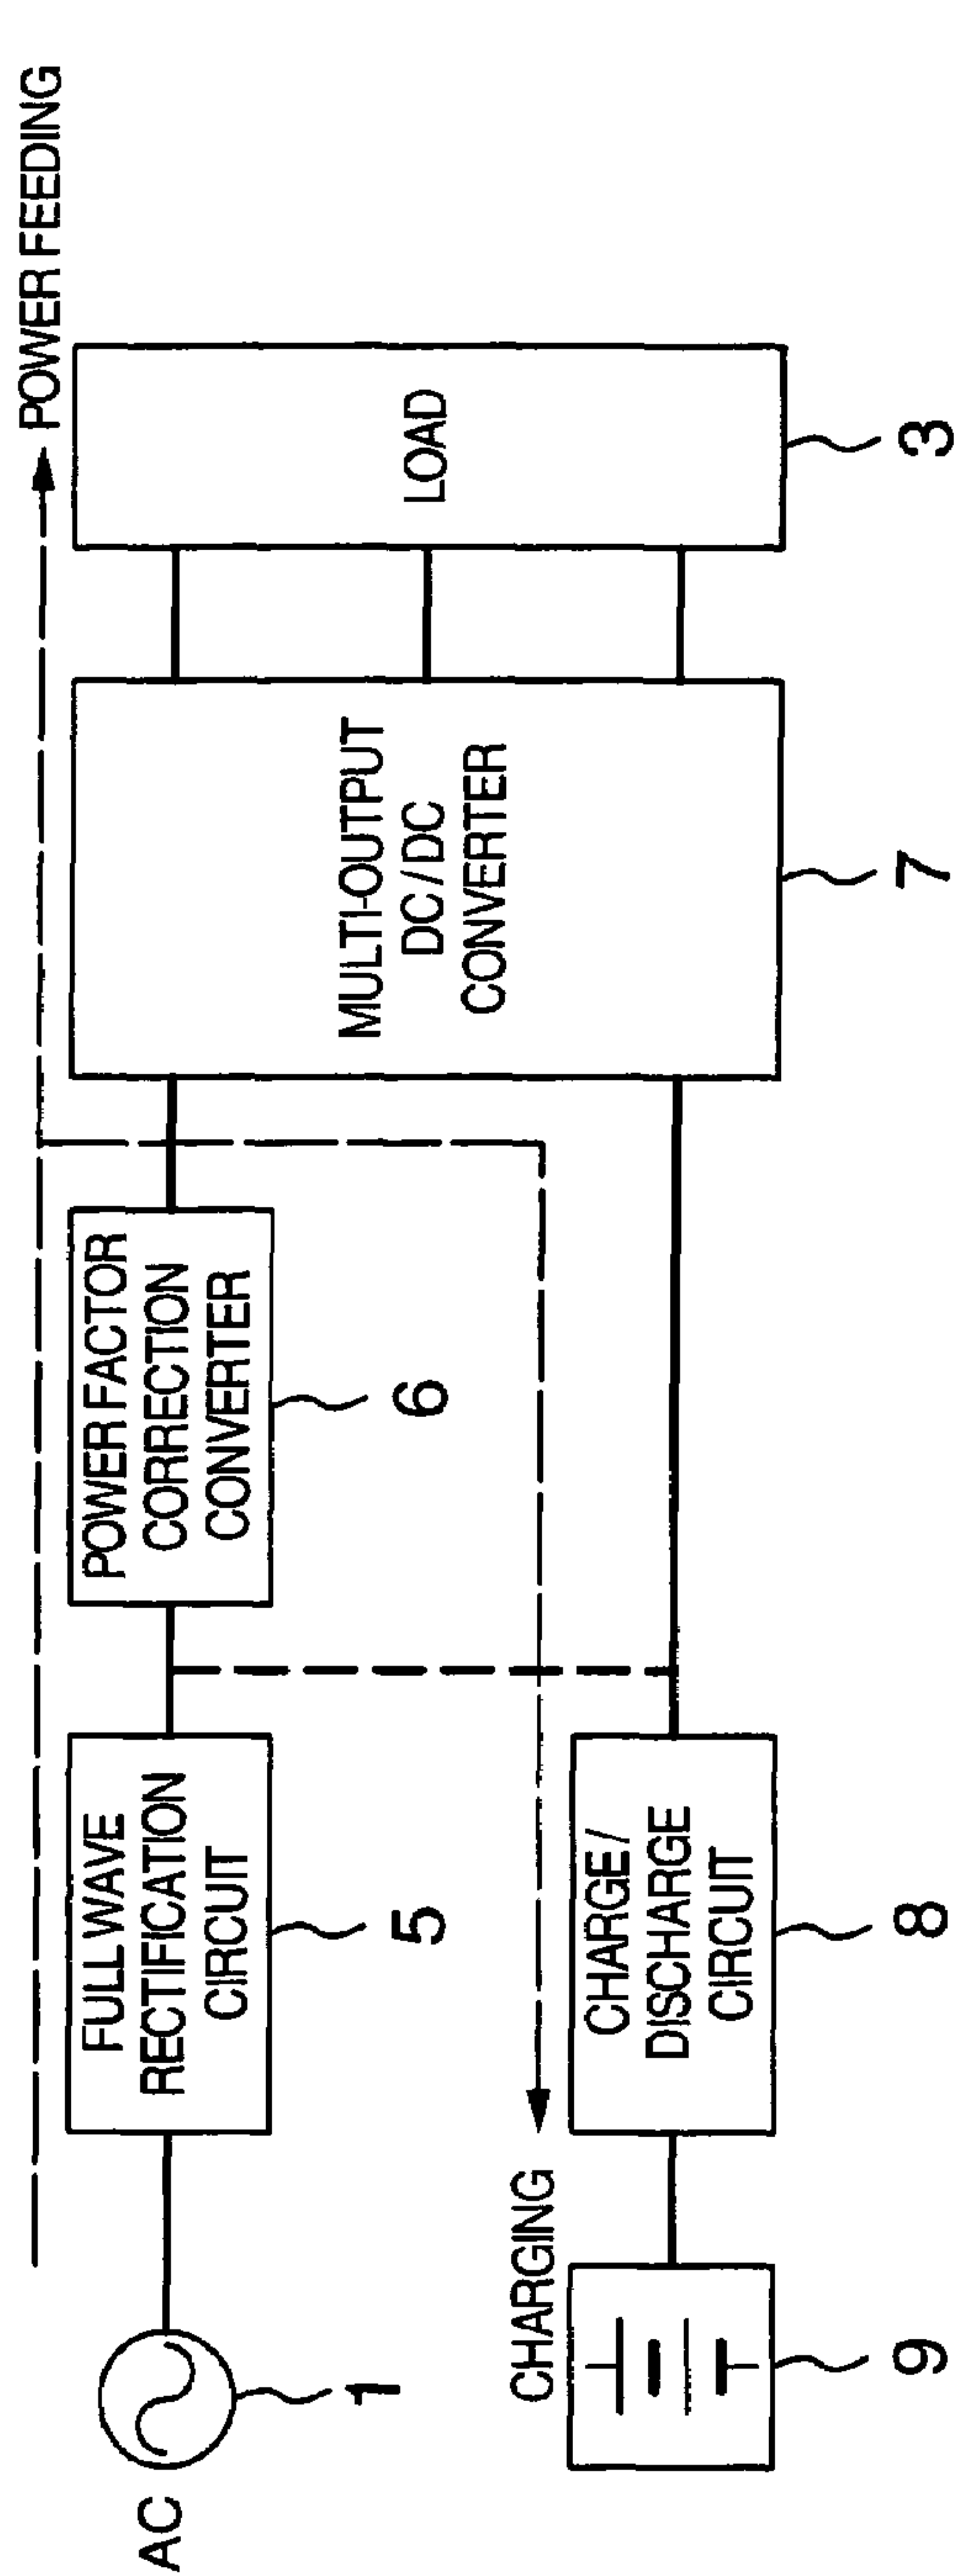 POWER FEEDING
AC
1
FULL WAVE
RECTIFICATION
CIRCUIT
5
POWER FACTOR
CORRECTION
CONVERTER
6
MULTI-OUTPUT
DC/DC
CONVERTER
7
LOAD
3
CHARGING
9
CHARGE/
DISCHARGE
CIRCUIT
8